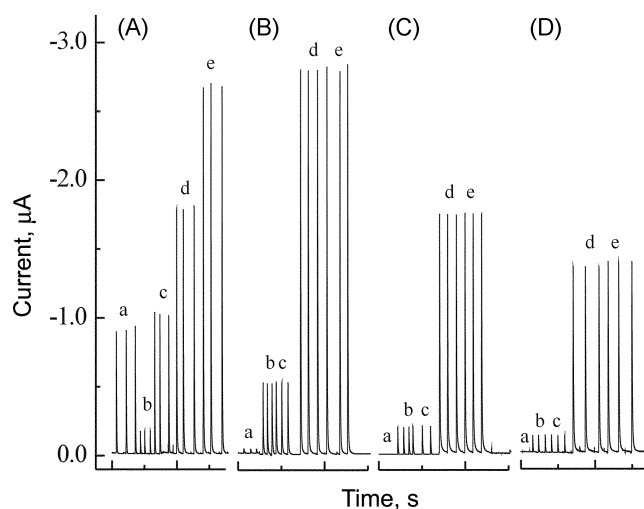 (A) (B) (C) (D)
-3.0
-2.0
-1.0
0.0
Current, μA
a b c d e
a b c d e
a b c d e
a b c d e
Time, s